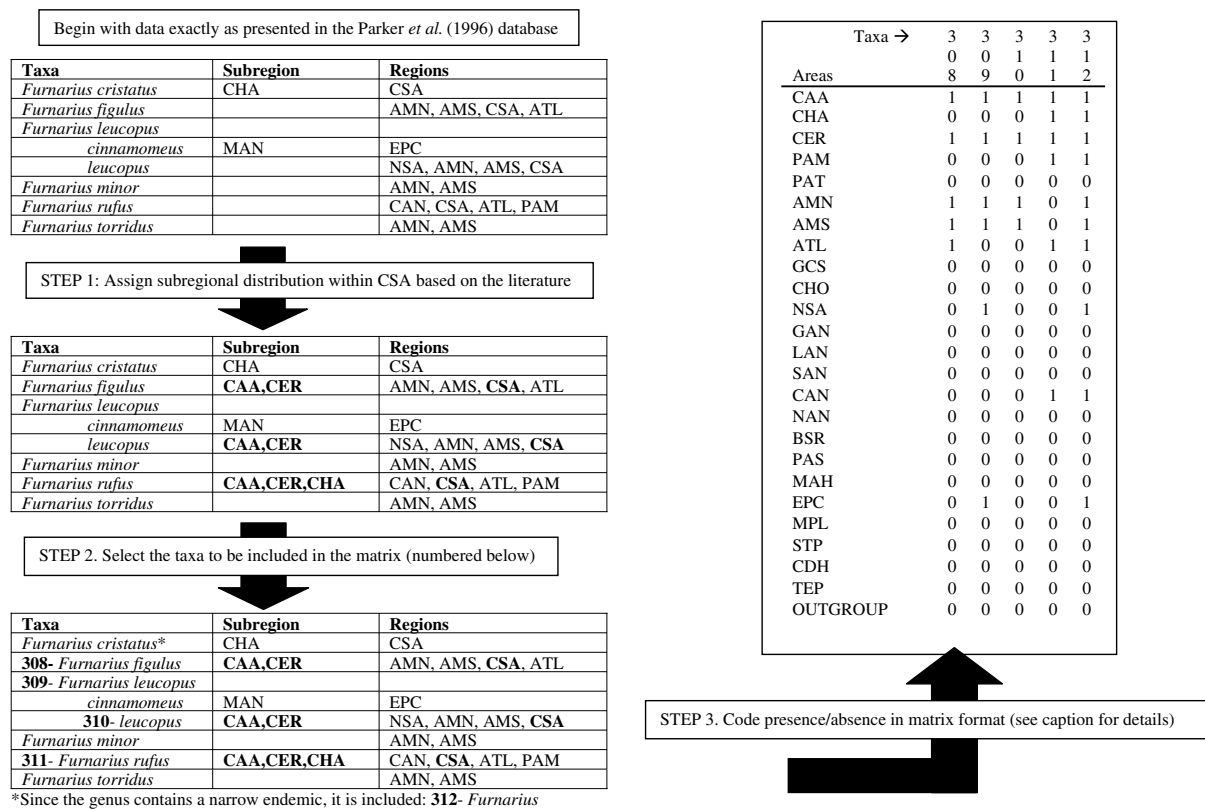 Begin with data exactly as presented in the Parker et al. (1996) database
Taxa Subregion Regions
Furnarius cristatus CHA CSA
Furnarius figulus AMN, AMS, CSA, ATL
Furnarius leucopus
cinnamomeus MAN EPC
leucopus NSA, AMN, AMS, CSA
Furnarius minor AMN, AMS
Furnarius rufus CAN, CSA, ATL, PAM
Furnarius torridus AMN, AMS
STEP 1: Assign subregional distribution within CSA based on the literature
Taxa Subregion Regions
Furnarius cristatus CHA CSA
Furnarius figulus CAA,CER AMN, AMS, CSA, ATL
Furnarius leucopus
cinnamomeus MAN EPC
leucopus CAA,CER NSA, AMN, AMS, CSA
Furnarius minor AMN, AMS
Furnarius rufus CAA,CER,CHA CAN, CSA, ATL, PAM
Furnarius torridus AMN, AMS
STEP 2. Select the taxa to be included in the matrix (numbered below)
Taxa Subregion Regions
Furnarius cristatus* CHA CSA
308- Furnarius figulus CAA,CER AMN, AMS, CSA, ATL
309- Furnarius leucopus
cinnamomeus MAN EPC
310- leucopus CAA,CER NSA, AMN, AMS, CSA
Furnarius minor AMN, AMS
311- Furnarius rufus CAA,CER,CHA CAN, CSA, ATL, PAM
Furnarius torridus AMN, AMS
*Since the genus contains a narrow endemic, it is included: 312- Furnarius
Taxa → 3 3 3 3 3
0 0 1 1 1
Areas 8 9 0 1 2
CAA 1 1 1 1 1
CHA 0 0 0 1 1
CER 1 1 1 1 1
PAM 0 0 0 1 1
PAT 0 0 0 0 0
AMN 1 1 1 0 1
AMS 1 1 1 0 1
ATL 1 0 0 1 1
GCS 0 0 0 0 0
CHO 0 0 0 0 0
NSA 0 1 0 0 1
GAN 0 0 0 0 0
LAN 0 0 0 0 0
SAN 0 0 0 0 0
CAN 0 0 0 1 1
NAN 0 0 0 0 0
BSR 0 0 0 0 0
PAS 0 0 0 0 0
MAH 0 0 0 0 0
EPC 0 1 0 0 1
MPL 0 0 0 0 0
STP 0 0 0 0 0
CDH 0 0 0 0 0
TEP 0 0 0 0 0
OUTGROUP 0 0 0 0 0
STEP 3. Code presence/absence in matrix format (see caption for details)